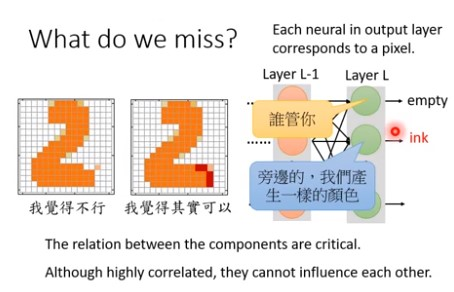 What do we miss?
Each neural in output layer
corresponds to a pixel.
Layer L-1
Layer L
empty
誰管你
……
ink
旁邊的，我們產
生一樣的顏色
我覺得不行
我覺得其實可以
The relation between the components are critical.
Although highly correlated, they cannot influence each other.